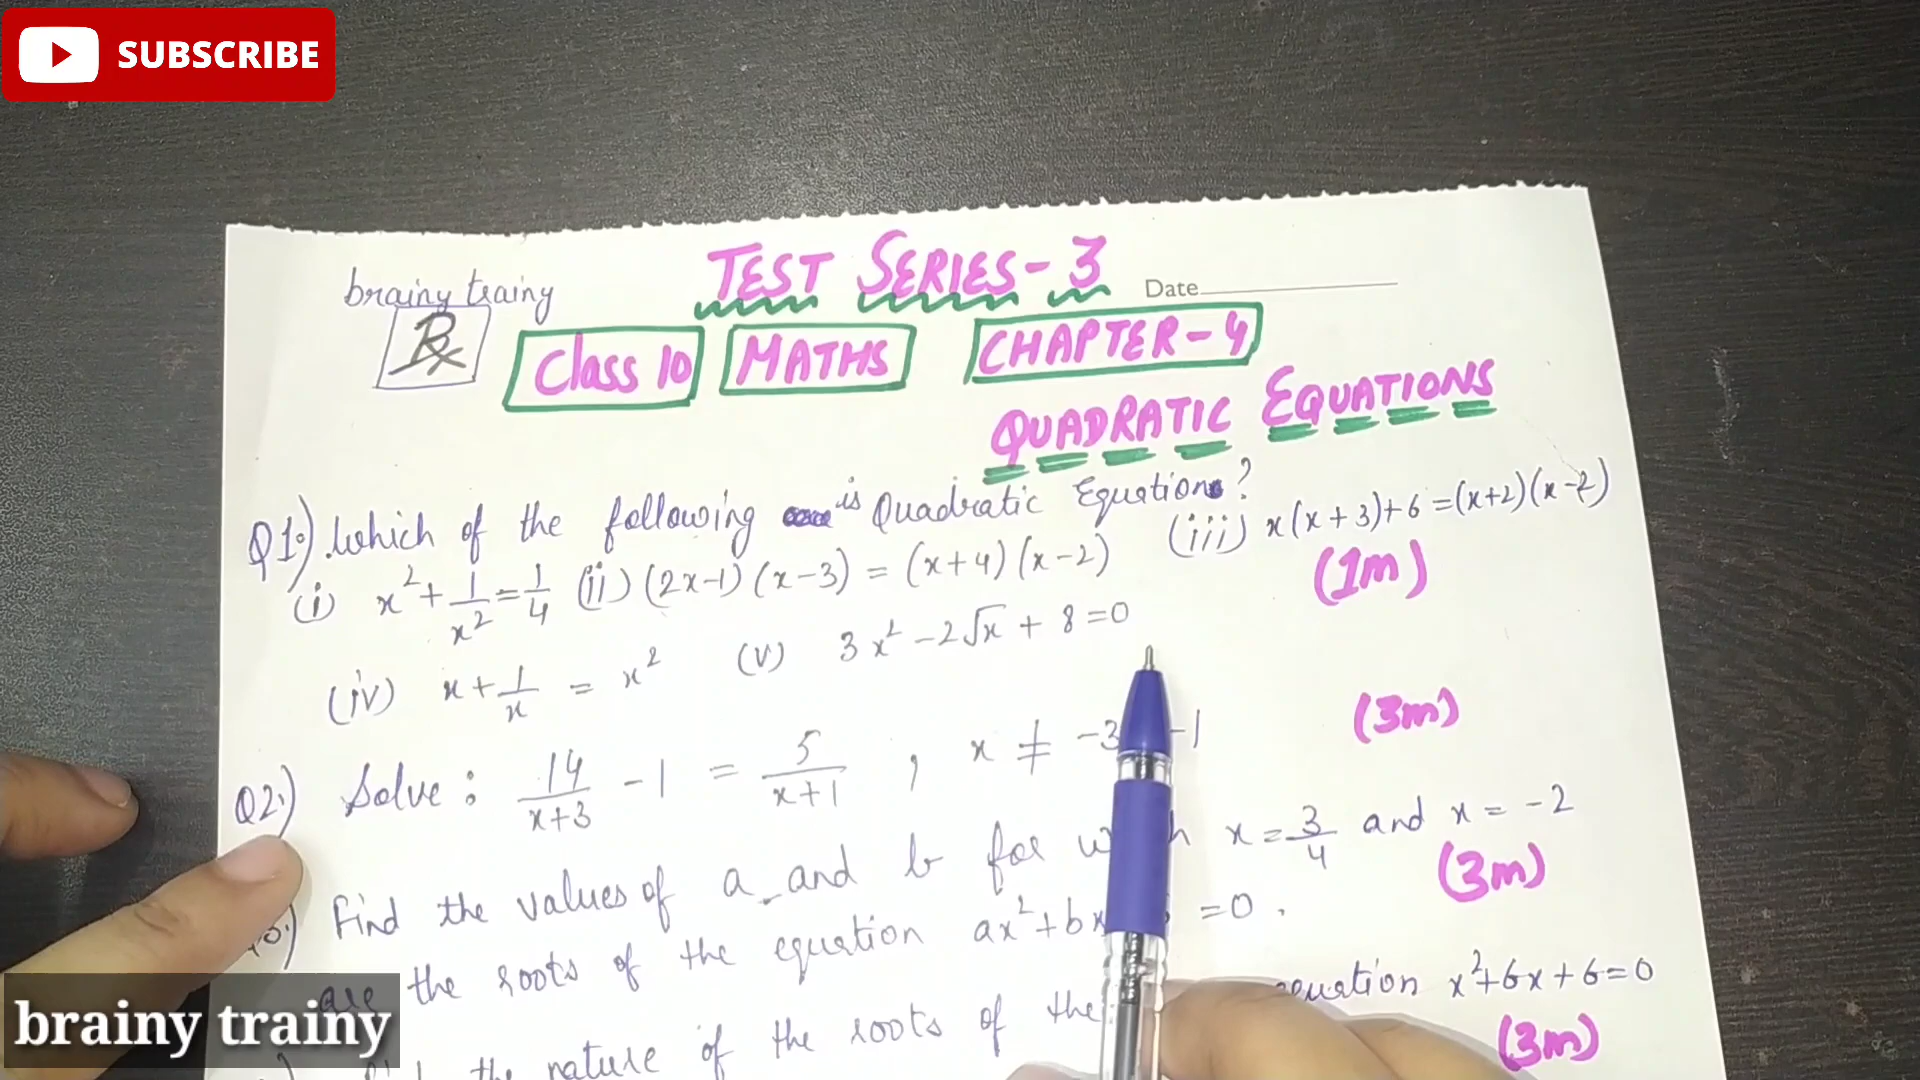 SUBSCRIBE
brainy trainy
TEST SERIES-3
Date
Rx
Class 10 MATHS CHAPTER-4
QUADRATIC EQUATIONS
Q1.) Which of the following is Quadratic Equation?
(i) x² + 1/x² = 1/4 (ii) (2x-1)(x-3) = (x+4)(x-2) (iii) x(x+3)+6 = (x+2)(x-2)
(1m)
(iv) x + 1/x = x² (v) 3x² - 2√x + 8 = 0
(3m)
Q2.) Solve : 14/(x+3) - 1 = 5/(x+1) , x ≠ -3 -1
Find the values of a and b for x = 3/4 and x = -2
are the roots of the equation ax² + bx = 0 .
(3m)
the nature of the roots of the equation x²+6x+6=0
(3m)
brainy trainy